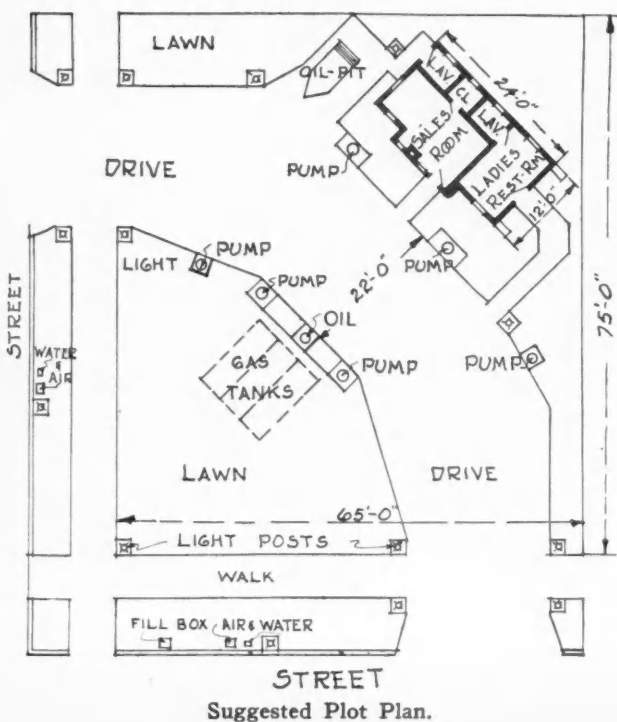 LAWN
OIL-PIT
LAV
CL
LAV.
24'-0"
SALES
ROOM
LADIES
REST-RM
12'-0"
PUMP
DRIVE
PUMP
LIGHT
PUMP
PUMP
22'-0"
OIL
PUMP
PUMP
75'-0"
STREET
WATER
&
AIR
GAS
TANKS
LAWN
DRIVE
65'-0"
LIGHT POSTS
WALK
FILL BOX AIR & WATER
STREET
Suggested Plot Plan.